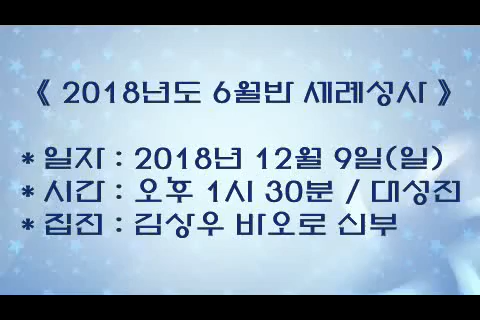 《 2018년도 6월반 세례성사 》
* 일자 : 2018년 12월 9일(일)
* 시간 : 오후 1시 30분 / 대성전
* 집전 : 김상우 바오로 신부